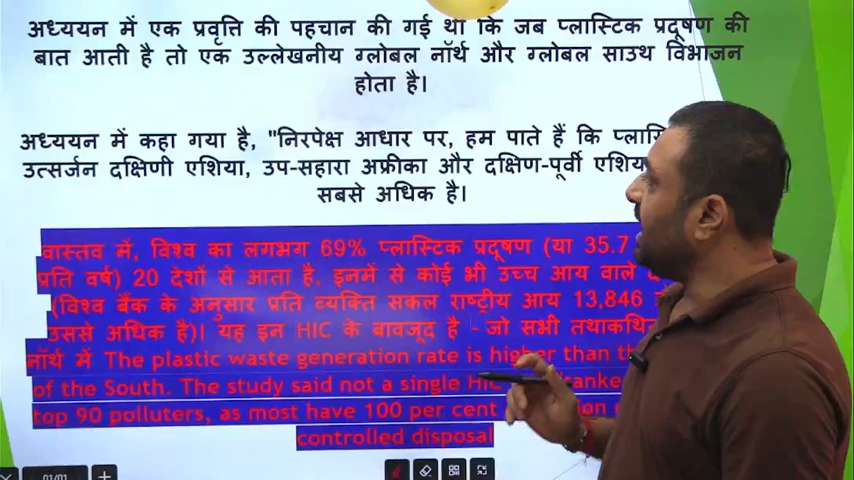 अध्ययन में एक प्रवृत्ति की पहचान की गई थी कि जब प्लास्टिक प्रदूषण की
बात आती है तो एक उल्लेखनीय ग्लोबल नॉर्थ और ग्लोबल साउथ विभाजन
होता है।
अध्ययन में कहा गया है, "निरपेक्ष आधार पर, हम पाते हैं कि
उत्सर्जन दक्षिणी एशिया, उप-सहारा अफ्रीका और दक्षिण-पूर्वी
सबसे अधिक है।
वास्तव में, विश्व का लगभग 69% प्लास्टिक प्रदूषण (या 35.7
प्रति वर्ष) 20 देशों से आता है, इनमें से कोई भी उच्च आय वाले
(विश्व बैंक के अनुसार प्रति व्यक्ति सकल राष्ट्रीय आय 13,846
उससे अधिक है)। यह इन HIC के बावजूद है - जो सभी
नॉर्थ में The plastic waste generation rate is higher than
of the South. The study said not a single
top 90 polluters, as most have 100 per cent
controlled disposal
01/01